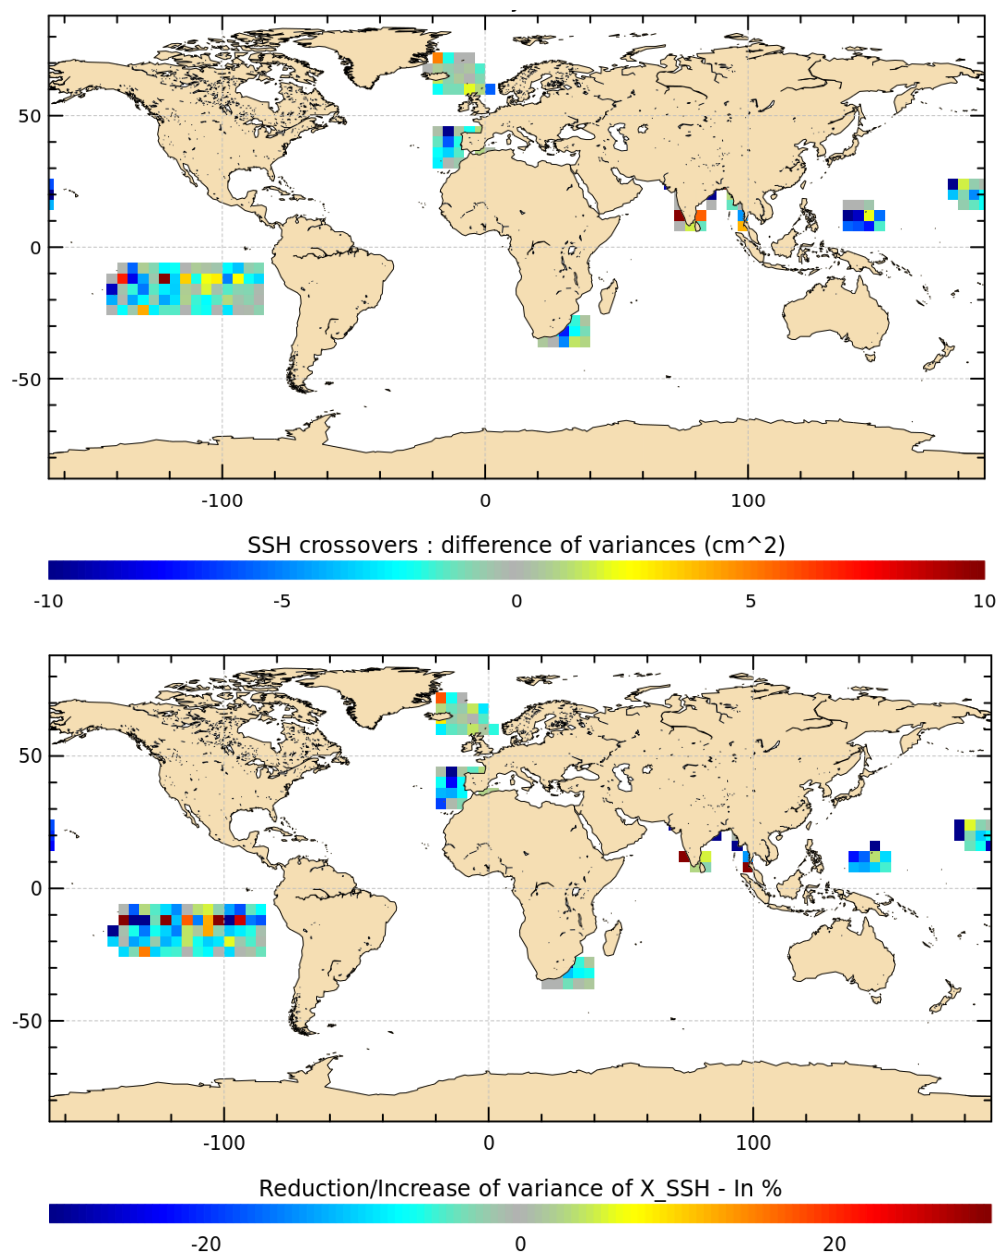 50
0
-50
-100 0 100
SSH crossovers : difference of variances (cm^2)
-10 -5 0 5 10
50
0
-50
-100 0 100
Reduction/Increase of variance of X_SSH - In %
-20 0 20